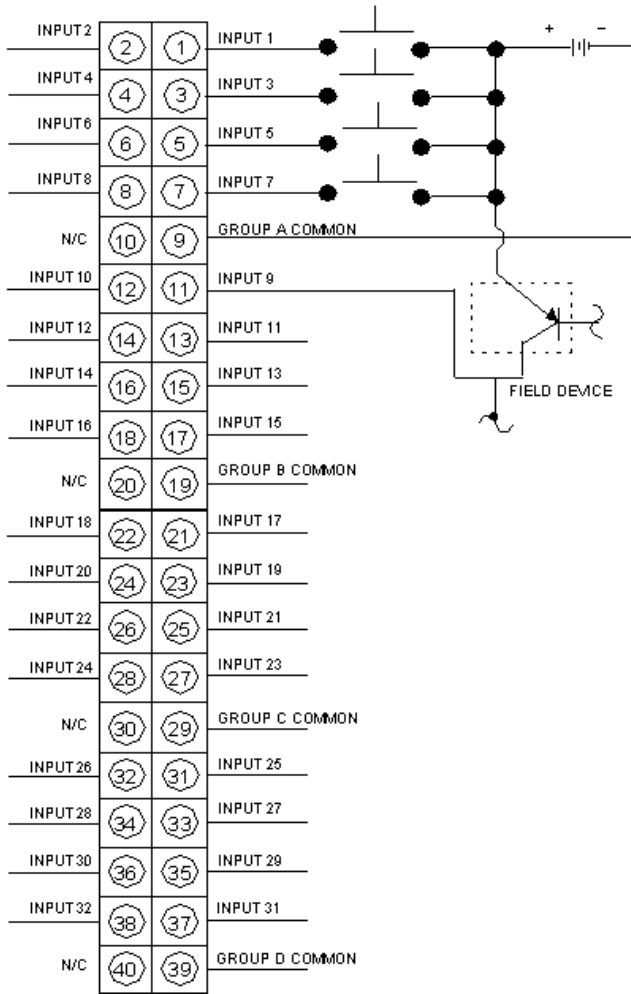 INPUT 2 2 1 INPUT 1 + −
INPUT 4 4 3 INPUT 3
INPUT 6 6 5 INPUT 5
INPUT 8 8 7 INPUT 7
N/C 10 9 GROUP A COMMON
INPUT 10 12 11 INPUT 9
INPUT 12 14 13 INPUT 11
FIELD DEVICE
INPUT 14 16 15 INPUT 13
INPUT 16 18 17 INPUT 15
N/C 20 19 GROUP B COMMON
INPUT 18 22 21 INPUT 17
INPUT 20 24 23 INPUT 19
INPUT 22 26 25 INPUT 21
INPUT 24 28 27 INPUT 23
N/C 30 29 GROUP C COMMON
INPUT 26 32 31 INPUT 25
INPUT 28 34 33 INPUT 27
INPUT 30 36 35 INPUT 29
INPUT 32 38 37 INPUT 31
N/C 40 39 GROUP D COMMON